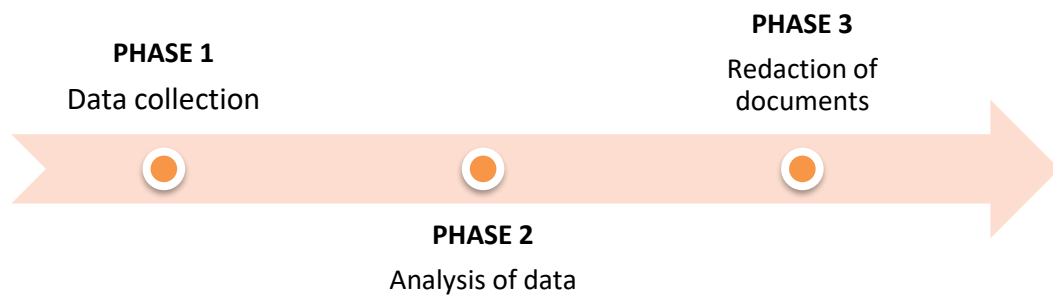 PHASE 1
Data collection
PHASE 2
Analysis of data
PHASE 3
Redaction of
documents